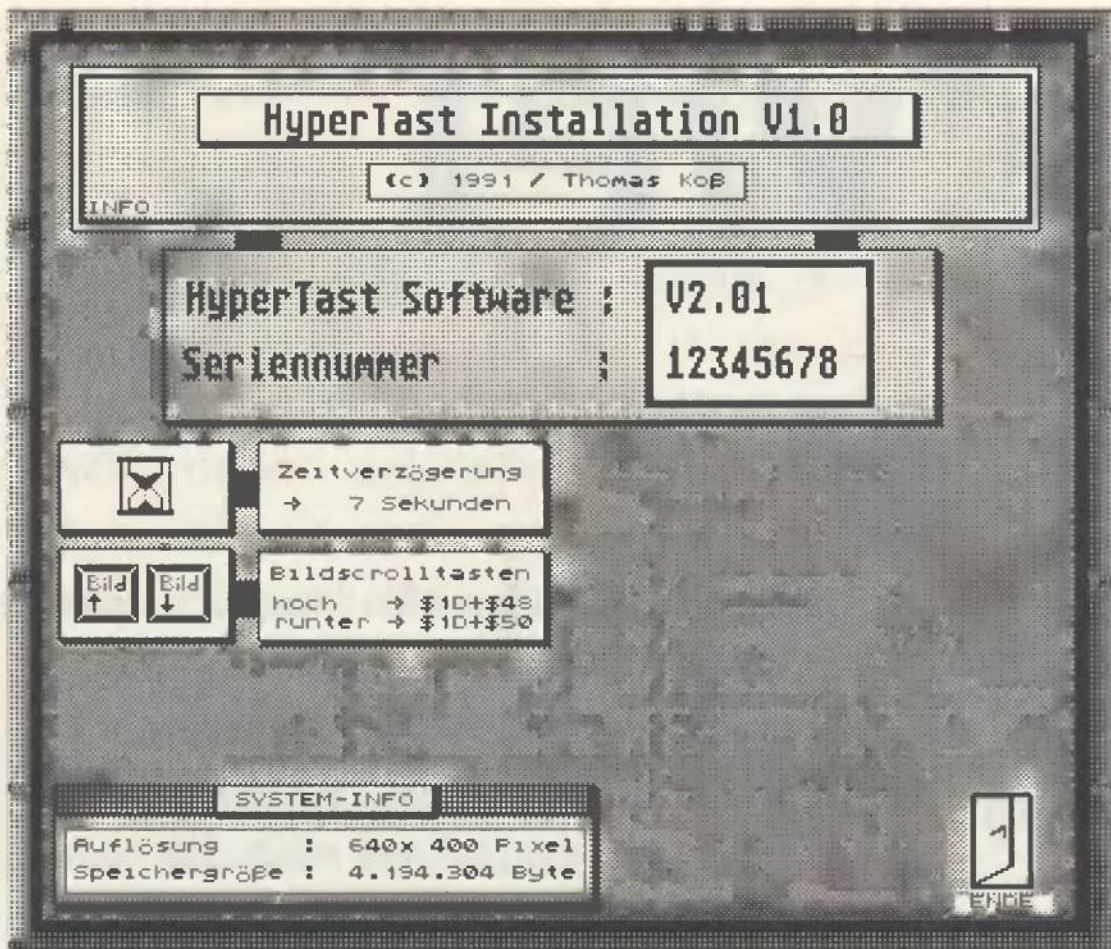 HyperTast Installation V1.0
(c) 1991 / Thomas Koß
INFO
HyperTast Software : V2.01
Seriennummer : 12345678
Zeitverzögerung
→ 7 Sekunden
Bild ↑ Bild ↓
Bildscrolltasten
hoch → $1D+$48
runter → $1D+$50
SYSTEM-INFO
Auflösung : 640x 400 Pixel
Speichergröße : 4.194.304 Byte
ENDE